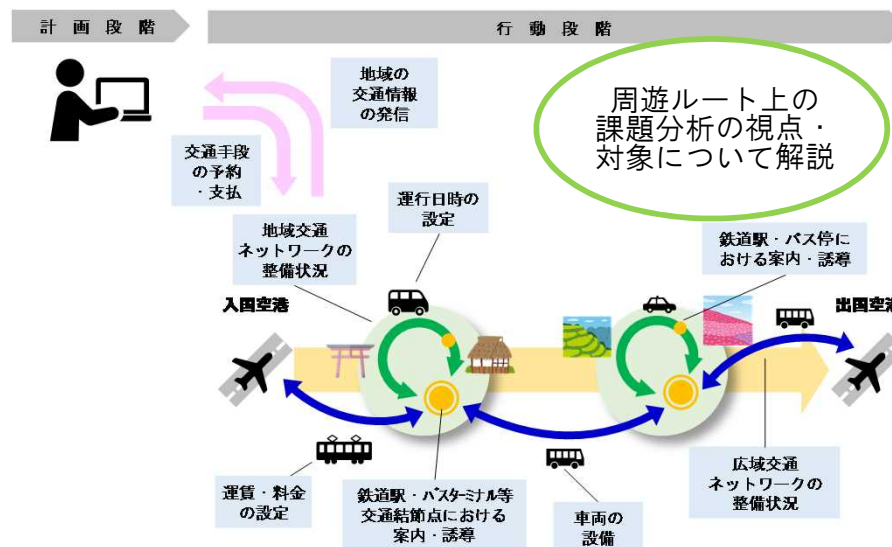 計画段階
行動段階
地域の
交通情報
の発信
周遊ルート上の
課題分析の視点・
対象について解説
交通手段
の予約
・支払
運行日時の
設定
地域交通
ネットワークの
整備状況
鉄道駅・バス停に
おける案内・誘導
入国空港
出国空港
運賃・料金
の設定
鉄道駅・バスターミナル等
交通結節点における
案内・誘導
車両の
設備
広域交通
ネットワークの
整備状況